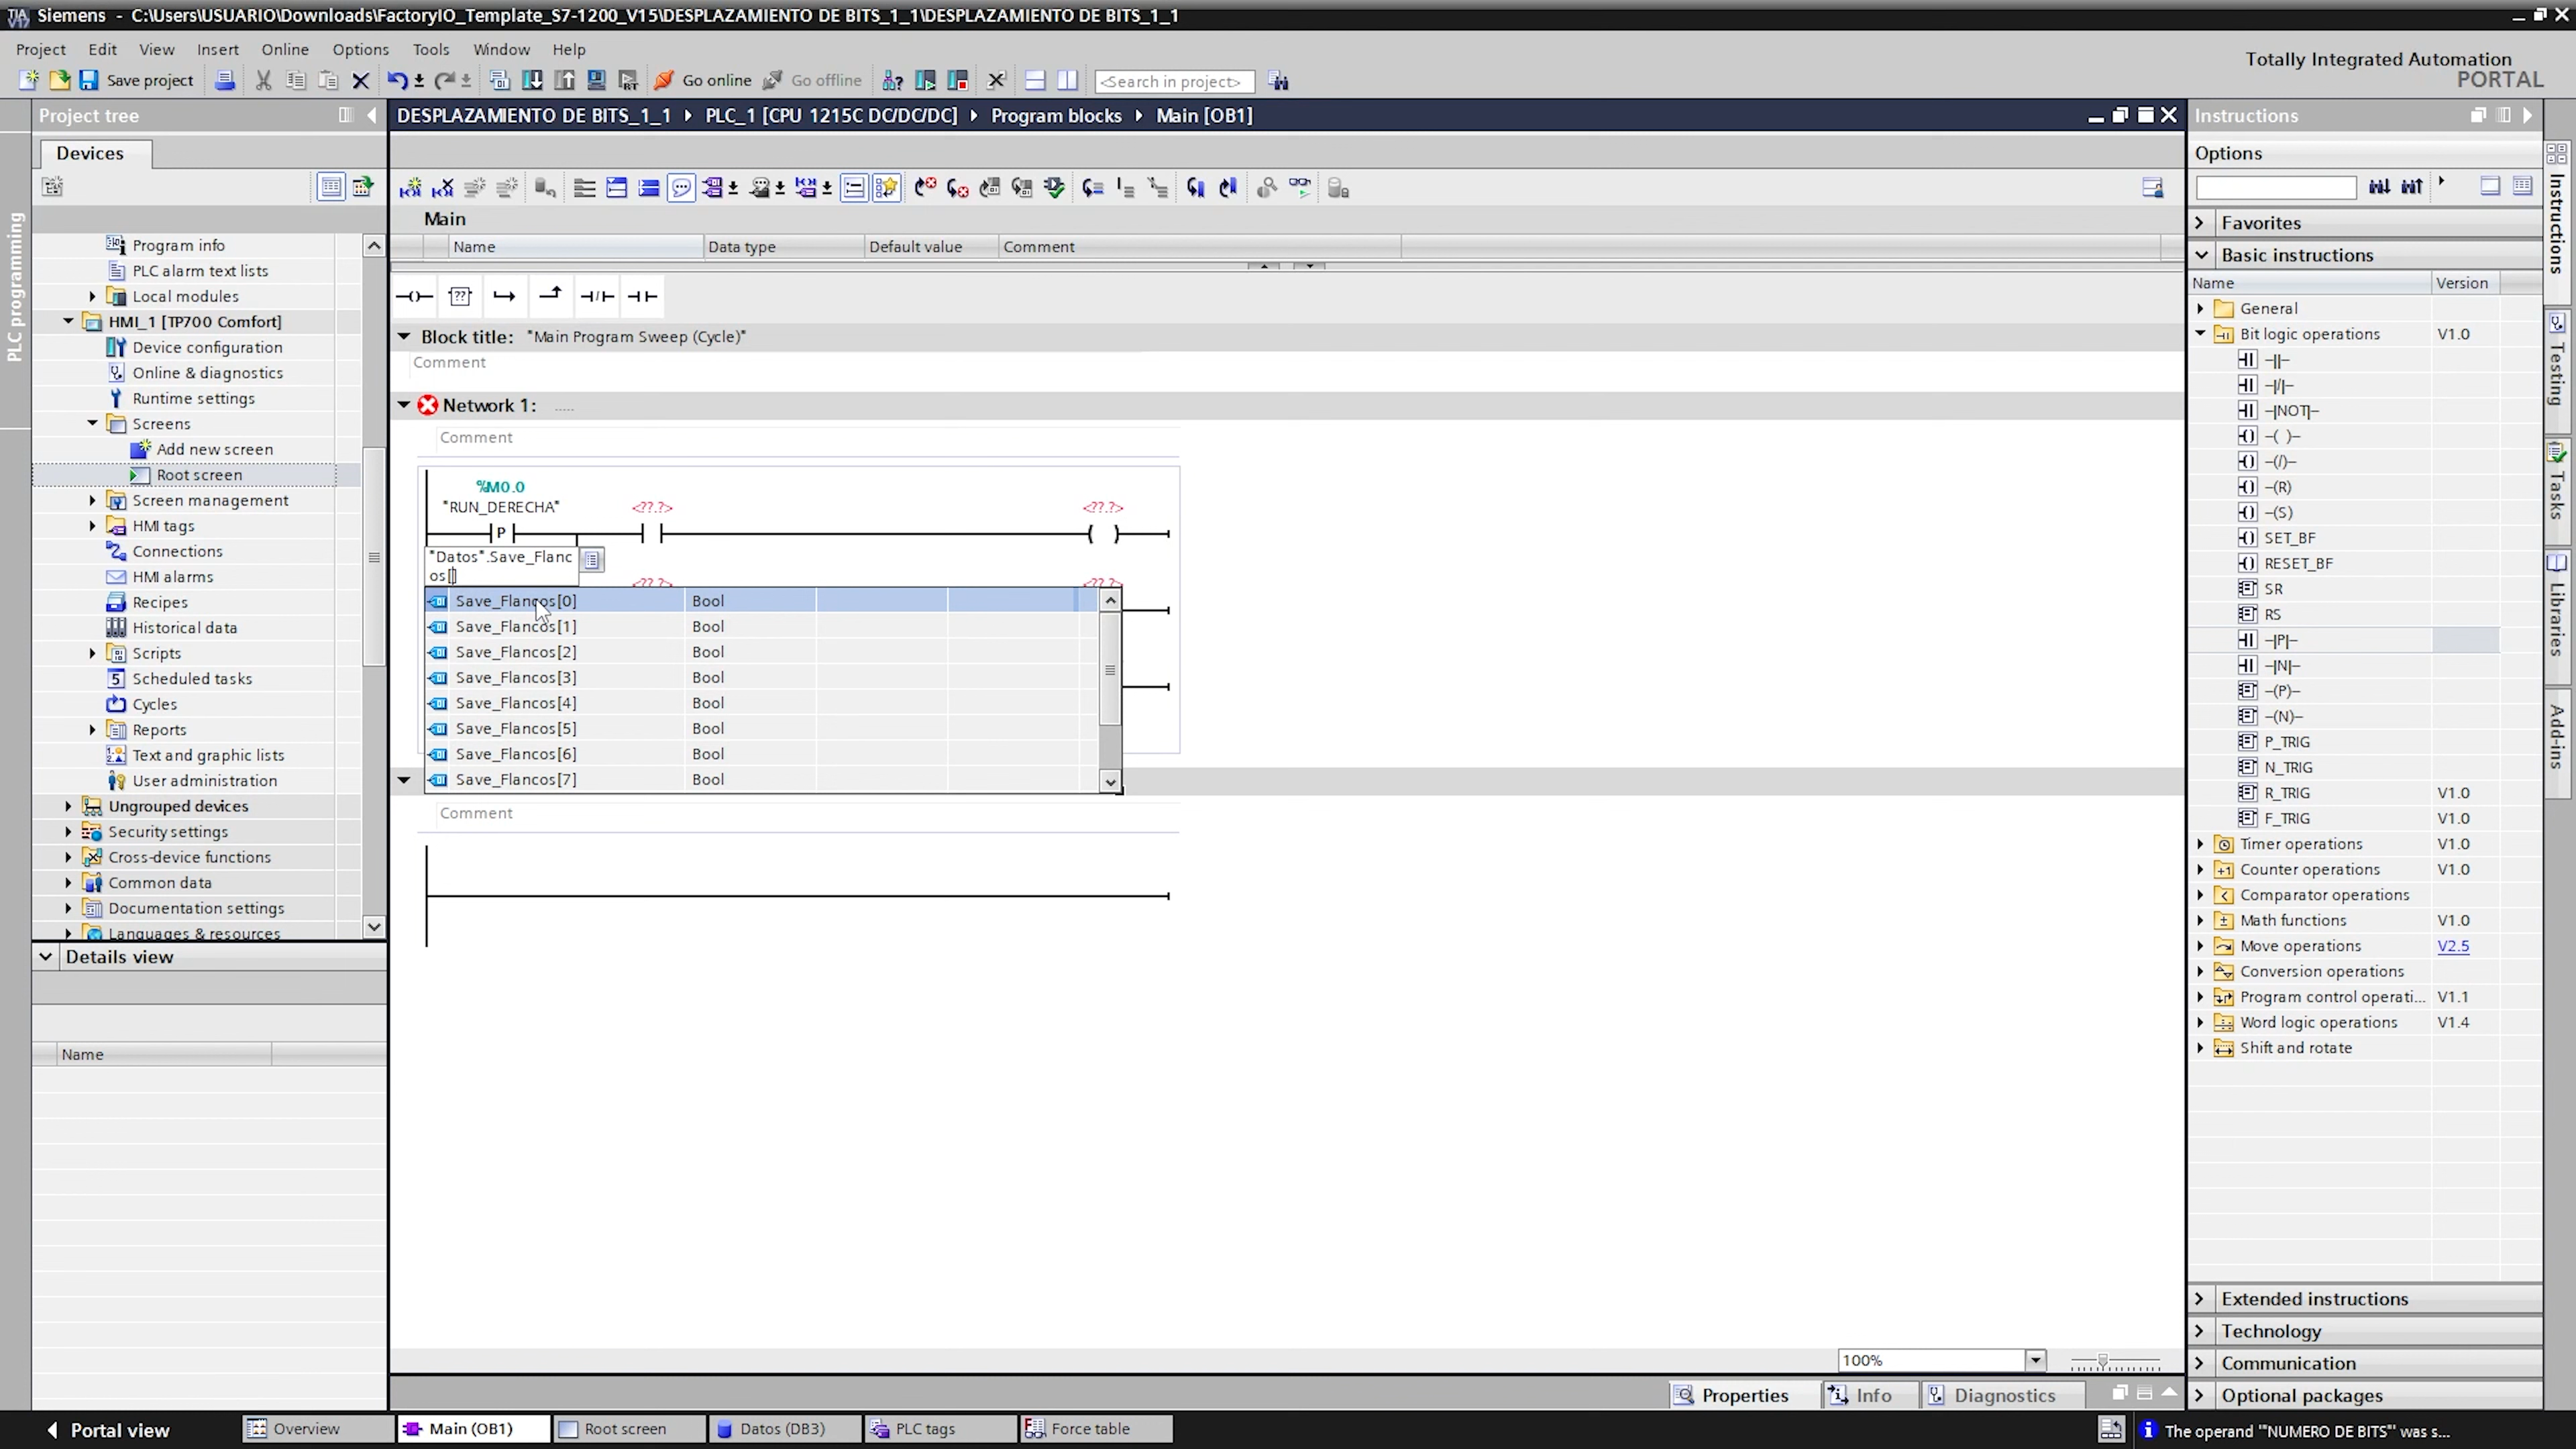 Siemens - C:\Users\USUARIO\Downloads\FactoryIO_Template_S7-1200_V15\DESPLAZAMIENTO DE BITS_1_1\DESPLAZAMIENTO DE BITS_1_1
Project Edit View Insert Online Options Tools Window Help
Totally Integrated Automation
PORTAL
Save project
Go online
Go offline
<Search in project>
Project tree
DESPLAZAMIENTO DE BITS_1_1 PLC_1 [CPU 1215C DC/DC/DC] Program blocks Main [OB1]
Instructions
Devices
Options
PLC programming
Main
Name Data type Default value Comment
Program info
PLC alarm text lists
Local modules
HMI_1 [TP700 Comfort]
Device configuration
Online & diagnostics
Runtime settings
Screens
Add new screen
Root screen
Screen management
HMI tags
Connections
HMI alarms
Recipes
Historical data
Scripts
Scheduled tasks
Cycles
Reports
Text and graphic lists
User administration
Ungrouped devices
Security settings
Cross-device functions
Common data
Documentation settings
Languages & resources
Details view
Name
Block title: "Main Program Sweep (Cycle)"
Comment
Network 1: .....
Comment
%M0.0
"RUN_DERECHA"
<??.?>
<??.?>
P
"Datos".Save_Flanc
os[]
<??.?>
<??.?>
Save_Flancos[0] Bool
Save_Flancos[1] Bool
Save_Flancos[2] Bool
Save_Flancos[3] Bool
Save_Flancos[4] Bool
Save_Flancos[5] Bool
Save_Flancos[6] Bool
Save_Flancos[7] Bool
Comment
100%
Properties Info Diagnostics
Favorites
Basic instructions
Name Version
General
Bit logic operations V1.0
-||-
-|/|-
-|NOT|-
-( )-
-(/)-
-(R)
-(S)
SET_BF
RESET_BF
SR
RS
-|P|-
-|N|-
-(P)-
-(N)-
P_TRIG
N_TRIG
R_TRIG V1.0
F_TRIG V1.0
Timer operations V1.0
Counter operations V1.0
Comparator operations
Math functions V1.0
Move operations V2.5
Conversion operations
Program control operati... V1.1
Word logic operations V1.4
Shift and rotate
Extended instructions
Technology
Communication
Optional packages
Instructions
Testing
Tasks
Libraries
Add-ins
Portal view
Overview
Main (OB1)
Root screen
Datos (DB3)
PLC tags
Force table
The operand '"NUMERO DE BITS"' was s...